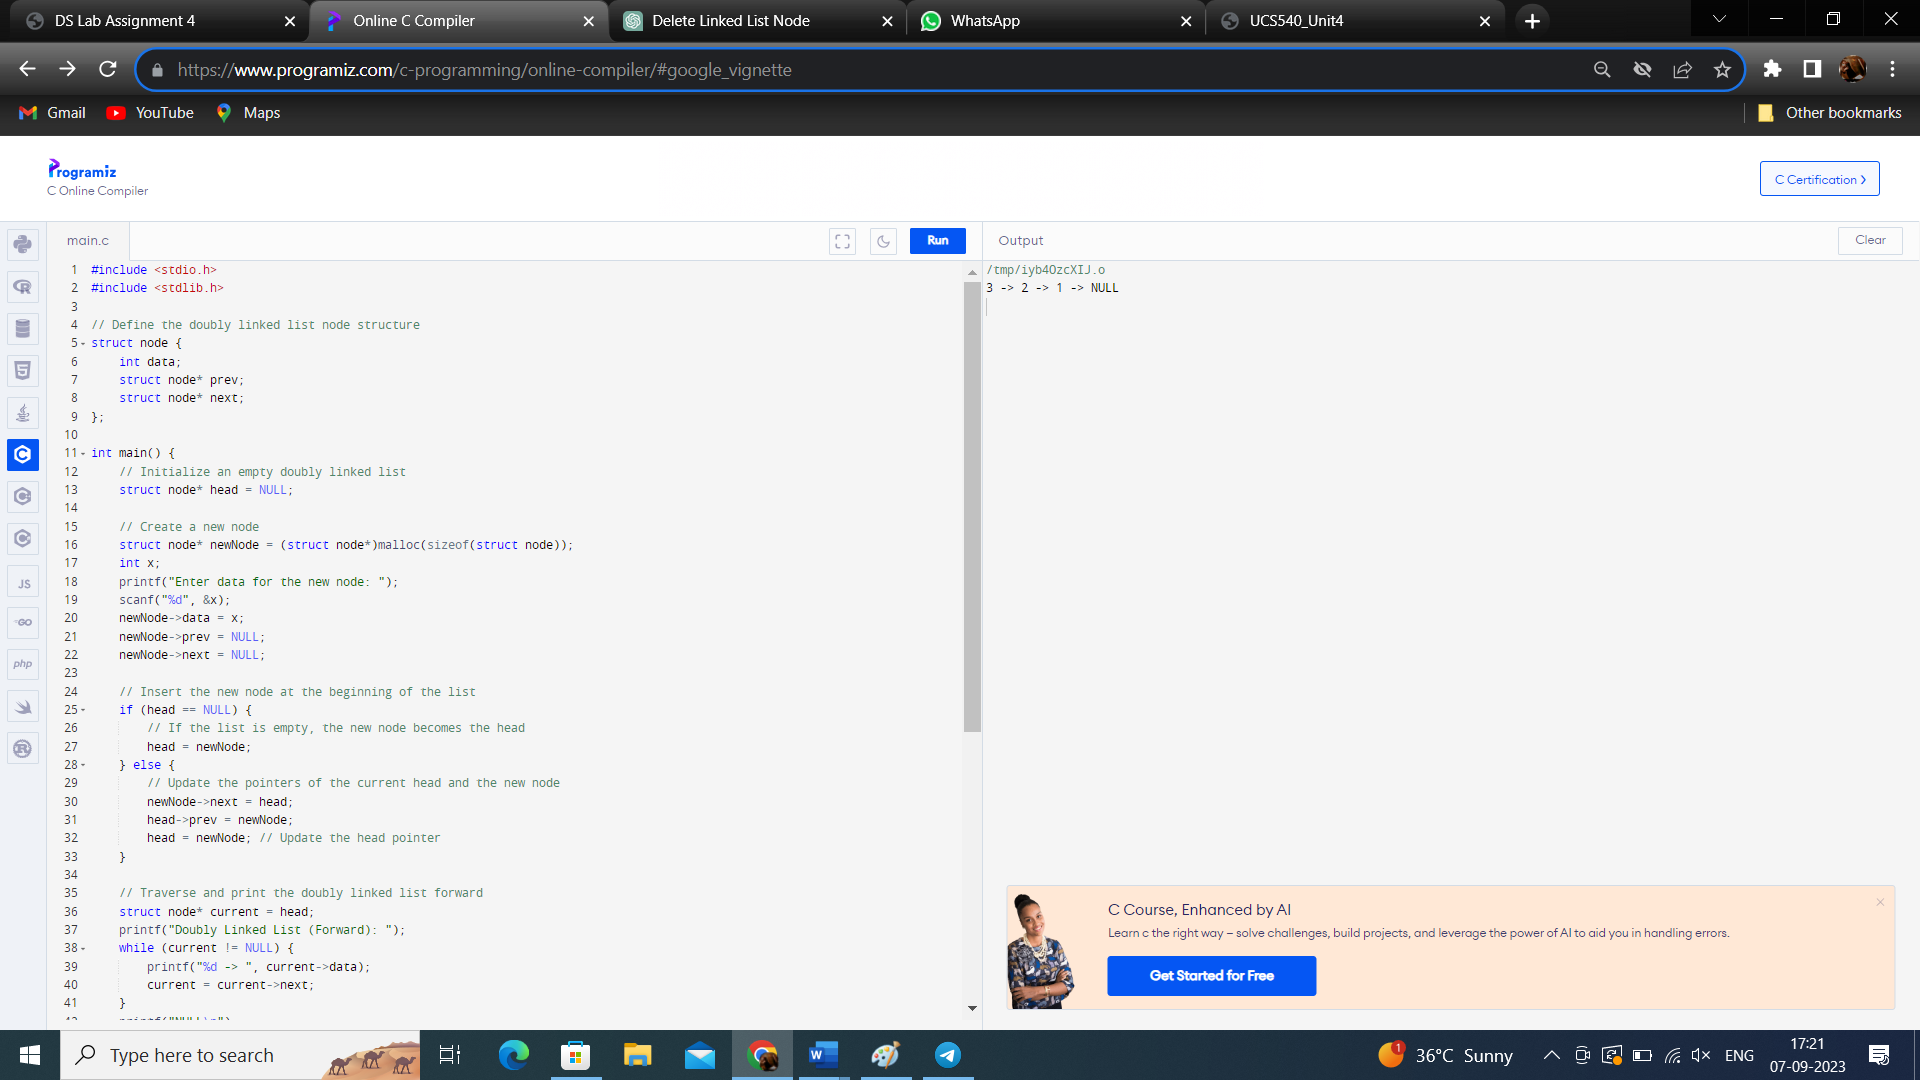 DS Lab Assignment 4
Online C Compiler
Delete Linked List Node
WhatsApp
UCS540_Unit4
https://www.programiz.com/c-programming/online-compiler/#google_vignette
Gmail
YouTube
Maps
Other bookmarks
Programiz
C Online Compiler
C Certification >
main.c
Run
Output
Clear
1 #include <stdio.h>
2 #include <stdlib.h>
3
4 // Define the doubly linked list node structure
5 struct node {
6 int data;
7 struct node* prev;
8 struct node* next;
9 };
10
11 int main() {
12 // Initialize an empty doubly linked list
13 struct node* head = NULL;
14
15 // Create a new node
16 struct node* newNode = (struct node*)malloc(sizeof(struct node));
17 int x;
18 printf("Enter data for the new node: ");
19 scanf("%d", &x);
20 newNode->data = x;
21 newNode->prev = NULL;
22 newNode->next = NULL;
23
24 // Insert the new node at the beginning of the list
25 if (head == NULL) {
26 // If the list is empty, the new node becomes the head
27 head = newNode;
28 } else {
29 // Update the pointers of the current head and the new node
30 newNode->next = head;
31 head->prev = newNode;
32 head = newNode; // Update the head pointer
33 }
34
35 // Traverse and print the doubly linked list forward
36 struct node* current = head;
37 printf("Doubly Linked List (Forward): ");
38 while (current != NULL) {
39 printf("%d -> ", current->data);
40 current = current->next;
41 }
/tmp/iyb4OzcXIJ.o
3 -> 2 -> 1 -> NULL
JS
GO
php
C Course, Enhanced by AI
Learn c the right way – solve challenges, build projects, and leverage the power of AI to aid you in handling errors.
Get Started for Free
Type here to search
1
36°C Sunny
ENG
17:21
07-09-2023